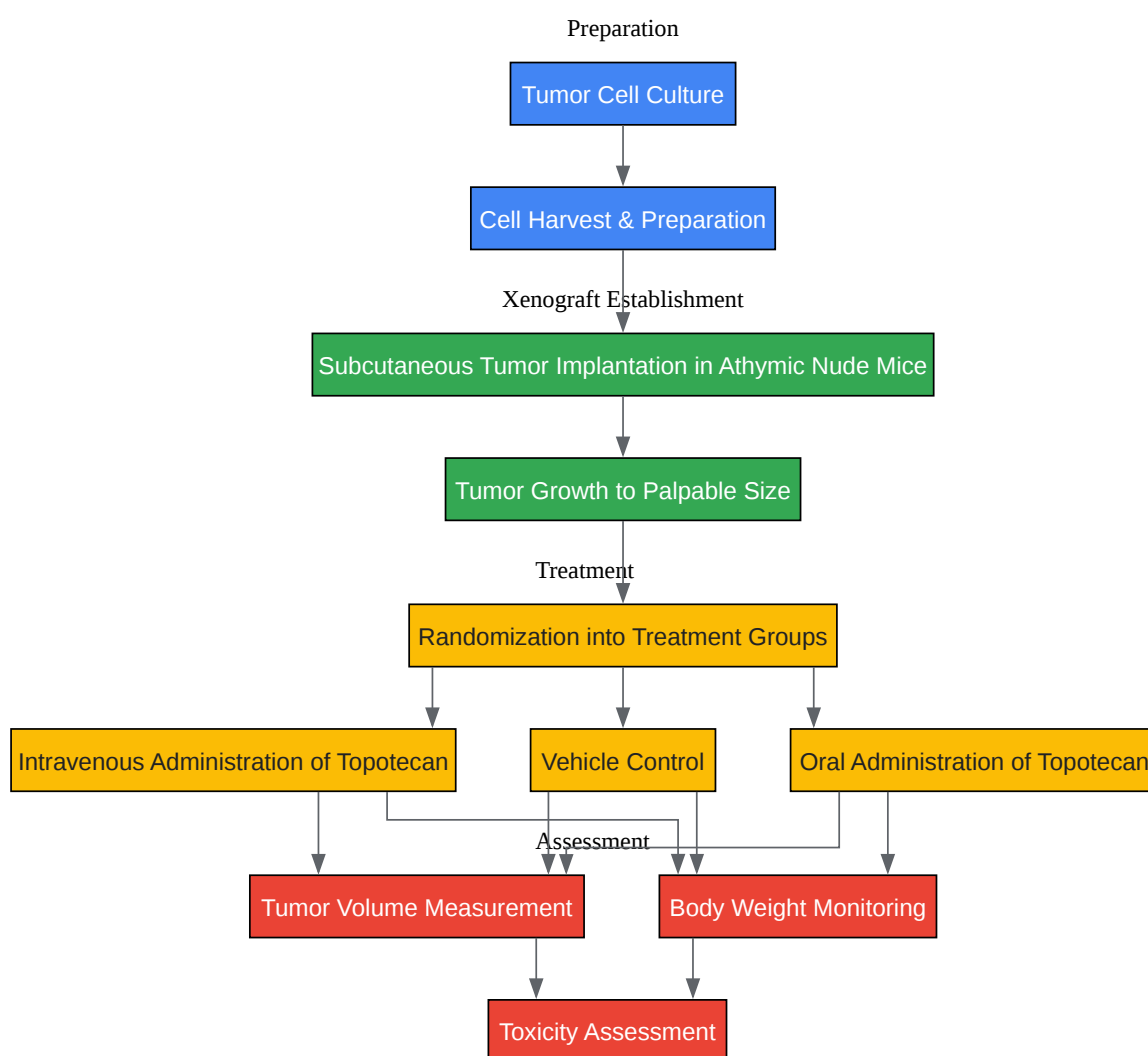 Preparation
Tumor Cell Culture
Cell Harvest & Preparation
Xenograft Establishment
Subcutaneous Tumor Implantation in Athymic Nude Mice
Tumor Growth to Palpable Size
Treatment
Randomization into Treatment Groups
Intravenous Administration of Topotecan
Vehicle Control
Oral Administration of Topotecan
Assessment
Tumor Volume Measurement
Body Weight Monitoring
Toxicity Assessment